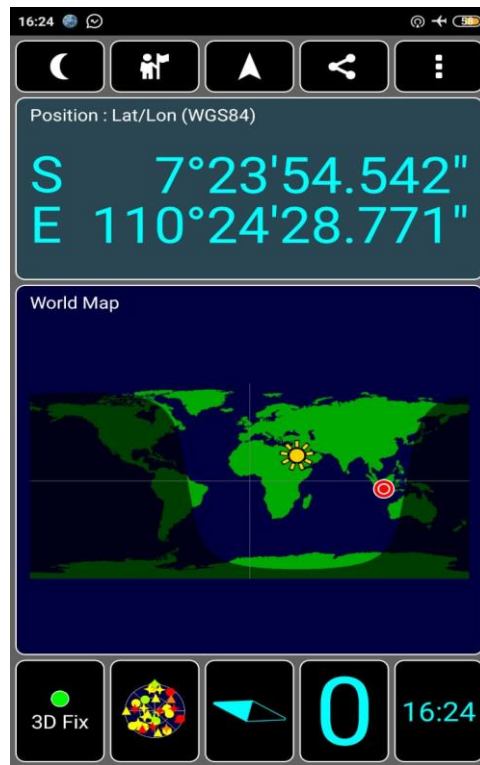 16:24
58
Position : Lat/Lon (WGS84)
S 7°23'54.542"
E 110°24'28.771"
World Map
3D Fix
0
16:24